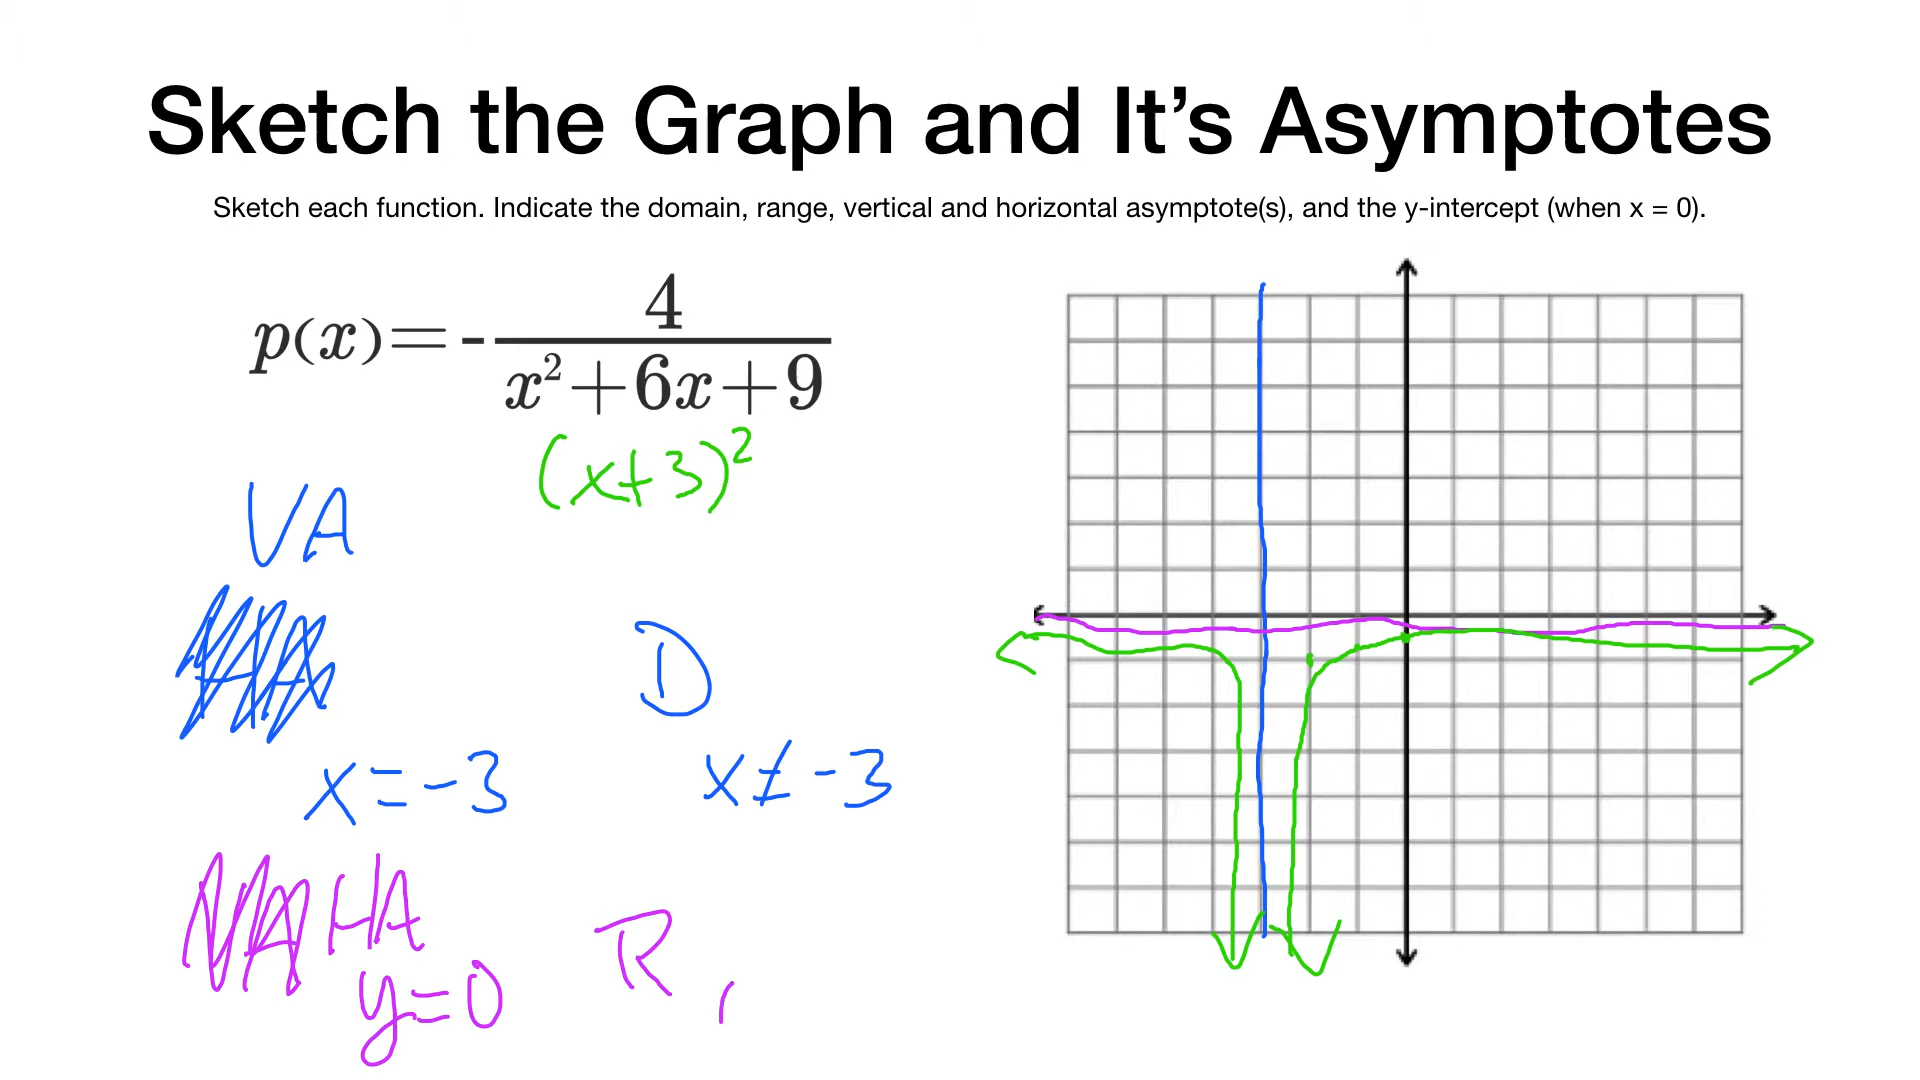 Sketch the Graph and It’s Asymptotes
Sketch each function. Indicate the domain, range, vertical and horizontal asymptote(s), and the y-intercept (when x = 0).
p(x)=-4/(x²+6x+9)
(x+3)²
VA
x=-3
D
x≠-3
HA
y=0
R